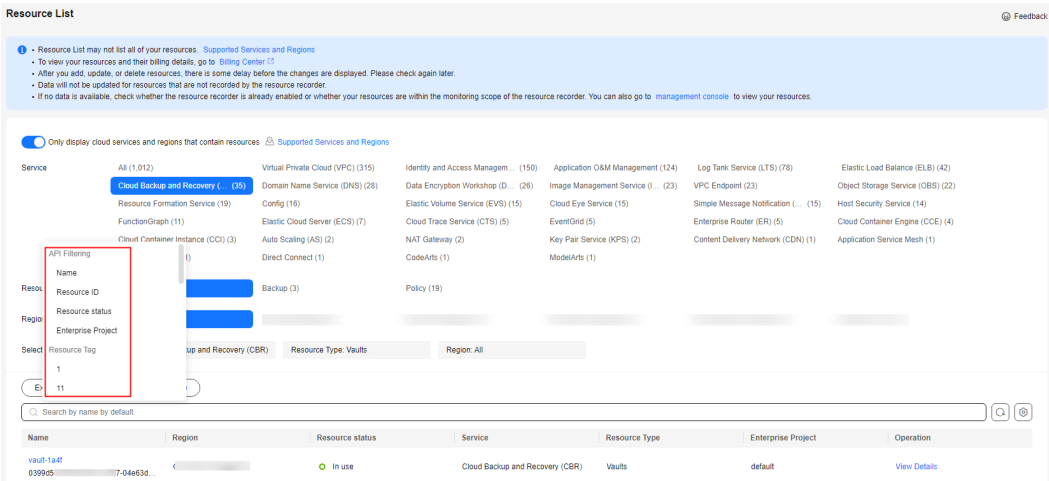 Resource List
Feedback
• Resource List may not list all of your resources. Supported Services and Regions
• To view your resources and their billing details, go to Billing Center
• After you add, update, or delete resources, there is some delay before the changes are displayed. Please check again later.
• Data will not be updated for resources that are not recorded by the resource recorder.
• If no data is available, check whether the resource recorder is already enabled or whether your resources are within the monitoring scope of the resource recorder. You can also go to management console to view your resources.
Only display cloud services and regions that contain resources Supported Services and Regions
Service All (1,012) Virtual Private Cloud (VPC) (315) Identity and Access Managem... (150) Application O&M Management (124) Log Tank Service (LTS) (78) Elastic Load Balance (ELB) (42)
Cloud Backup and Recovery (... (35) Domain Name Service (DNS) (28) Data Encryption Workshop (D... (26) Image Management Service (I... (23) VPC Endpoint (23) Object Storage Service (OBS) (22)
Resource Formation Service (19) Config (16) Elastic Volume Service (EVS) (15) Cloud Eye Service (15) Simple Message Notification (... (15) Host Security Service (14)
FunctionGraph (11) Elastic Cloud Server (ECS) (7) Cloud Trace Service (CTS) (5) EventGrid (5) Enterprise Router (ER) (5) Cloud Container Engine (CCE) (4)
Cloud Container Instance (CCI) (3) Auto Scaling (AS) (2) NAT Gateway (2) Key Pair Service (KPS) (2) Content Delivery Network (CDN) (1) Application Service Mesh (1)
Direct Connect (1) CodeArts (1) ModelArts (1)
API Filtering
Name
Resource ID
Resource status
Enterprise Project
Resource Tag
1
11
Resou Backup (3) Policy (19)
Regio
Select up and Recovery (CBR) Resource Type: Vaults Region: All
Search by name by default.
Name Region Resource status Service Resource Type Enterprise Project Operation
vault-1a4f
0399d5 7-04e63d... In use Cloud Backup and Recovery (CBR) Vaults default View Details